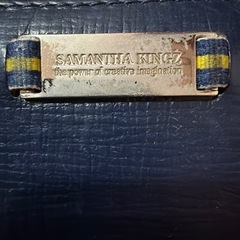 SAMANTHA KINGZ
the power of creative imagination